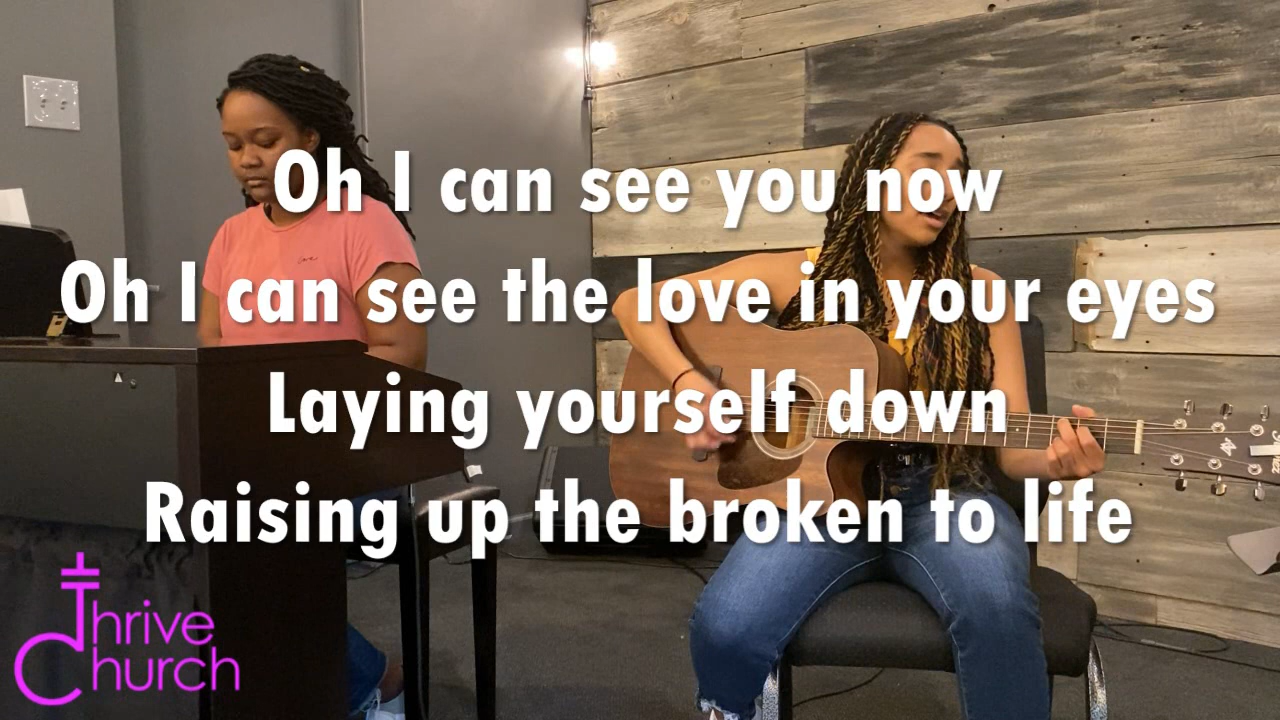 Oh I can see you now
Oh I can see the love in your eyes
Laying yourself down
Raising up the broken to life
Thrive
Church